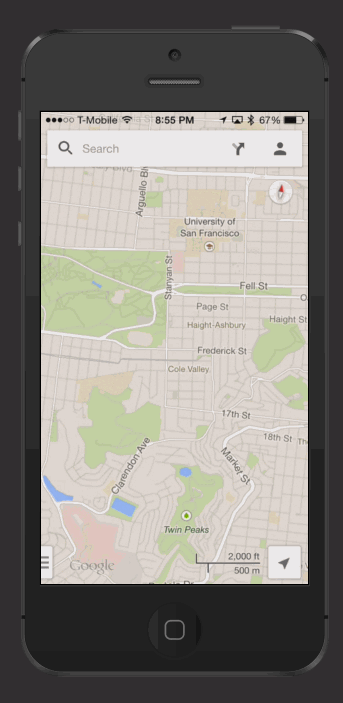 T-Mobile 8:55 PM 67%
Search
Arguello Blv
University of
San Francisco
Stanyan St
Fell St
Page St
Haight-Ashbury
Haight St
Frederick St
Cole Valley
17th St
18th St
Market St
Clarendon Ave
Twin Peaks
2,000 ft
500 m
Google